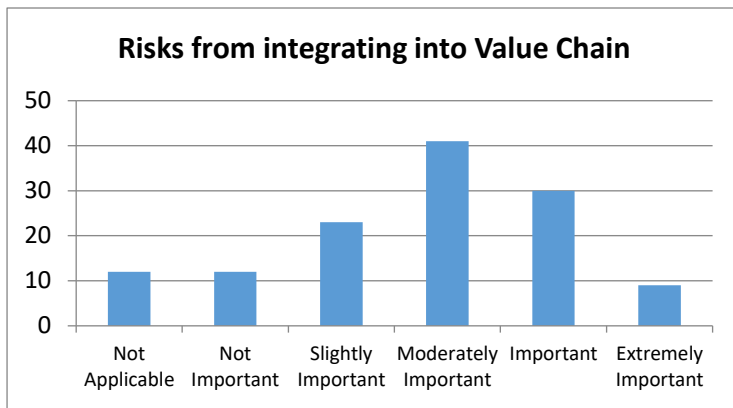 Risks from integrating into Value Chain
50
40
30
20
10
0
Not Applicable
Not Important
Slightly Important
Moderately Important
Important
Extremely Important